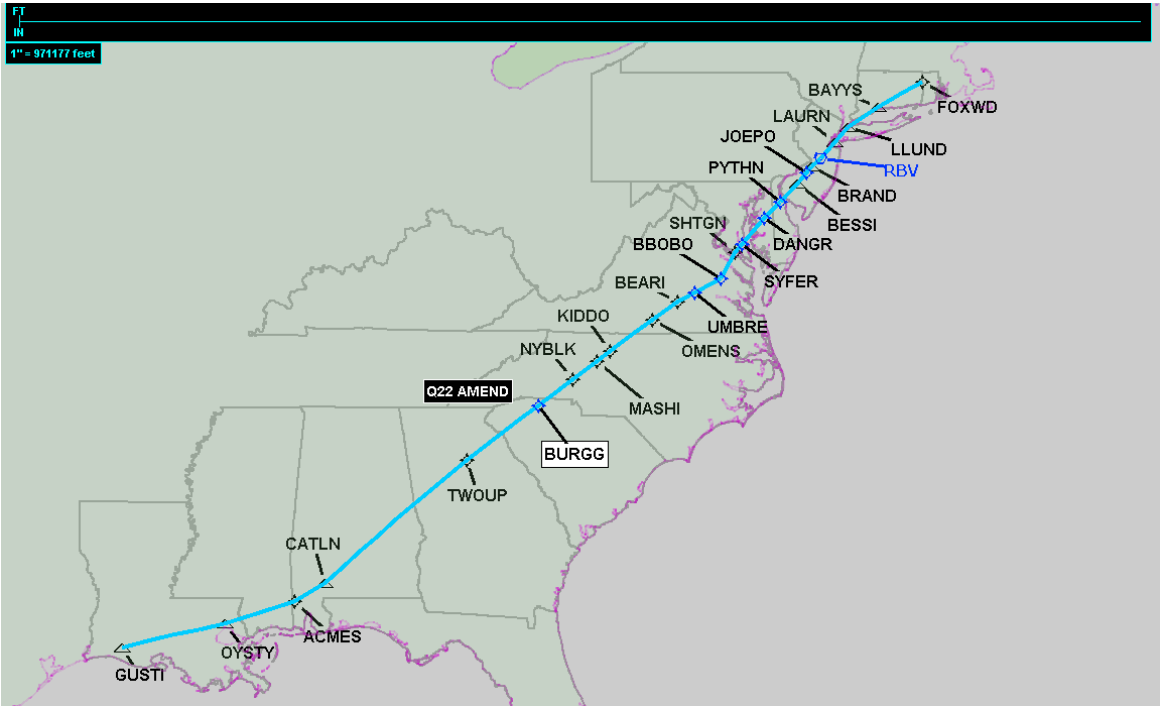 FT
IN
1" = 971177 feet
BAYYS
FOXWD
LAURN
LLUND
JOEPO
RBV
PYTHN
BRAND
BESSI
SHTGN
DANGR
BBOBO
SYFER
BEARI
UMBRE
KIDDO
OMENS
NYBLK
MASHI
Q22 AMEND
BURGG
TWOUP
CATLN
ACMES
OYSTY
GUSTI